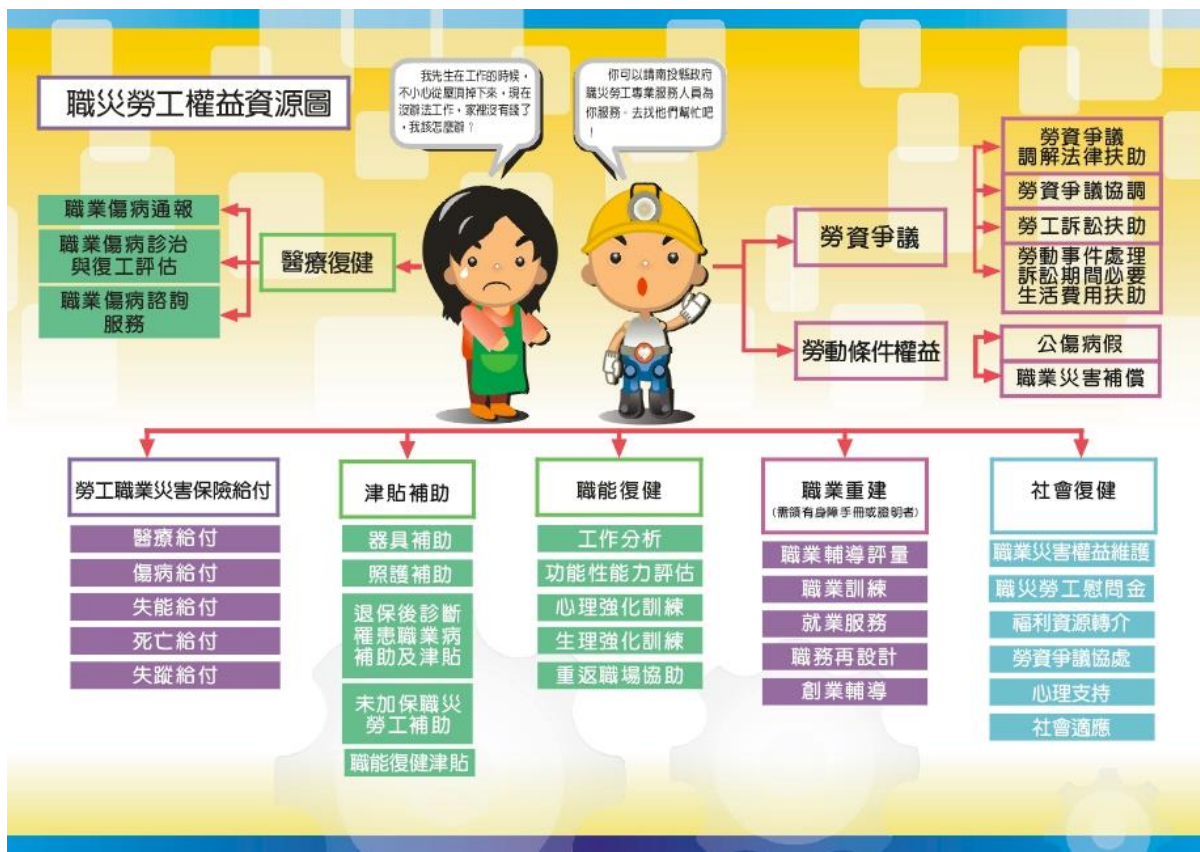 職災勞工權益資源圖
我先生在工作的時候，
不小心從屋頂掉下來，現在
沒辦法工作，家裡沒有錢了
，我該怎麼辦？
你可以請南投縣政府
職災勞工專業服務人員為
你服務。去找他們幫忙吧
！
職業傷病通報
職業傷病診治
與復工評估
職業傷病諮詢
服務
醫療復健
勞資爭議
勞資爭議
調解法律扶助
勞資爭議協調
勞工訴訟扶助
勞動事件處理
訴訟期間必要
生活費用扶助
勞動條件權益
公傷病假
職業災害補償
勞工職業災害保險給付
醫療給付
傷病給付
失能給付
死亡給付
失蹤給付
津貼補助
器具補助
照護補助
退保後診斷
罹患職業病
補助及津貼
未加保職災
勞工補助
職能復健津貼
職能復健
工作分析
功能性能力評估
心理強化訓練
生理強化訓練
重返職場協助
職業重建
(需領有身障手冊或證明者)
職業輔導評量
職業訓練
就業服務
職務再設計
創業輔導
社會復健
職業災害權益維護
職災勞工慰問金
福利資源轉介
勞資爭議協處
心理支持
社會適應